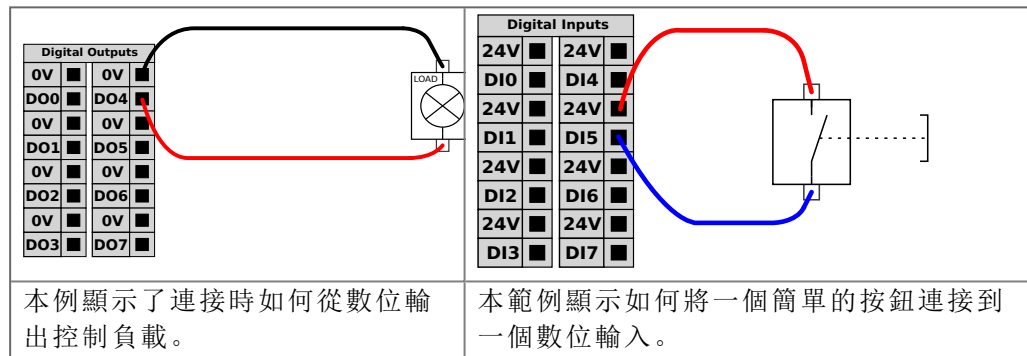 Digital Outputs
0V 0V
DO0 DO4
0V 0V
DO1 DO5
0V 0V
DO2 DO6
0V 0V
DO3 DO7
LOAD
Digital Inputs
24V 24V
DI0 DI4
24V 24V
DI1 DI5
24V 24V
DI2 DI6
24V 24V
DI3 DI7
本例顯示了連接時如何從數位輸
出控制負載。
本範例顯示如何將一個簡單的按鈕連接到
一個數位輸入。